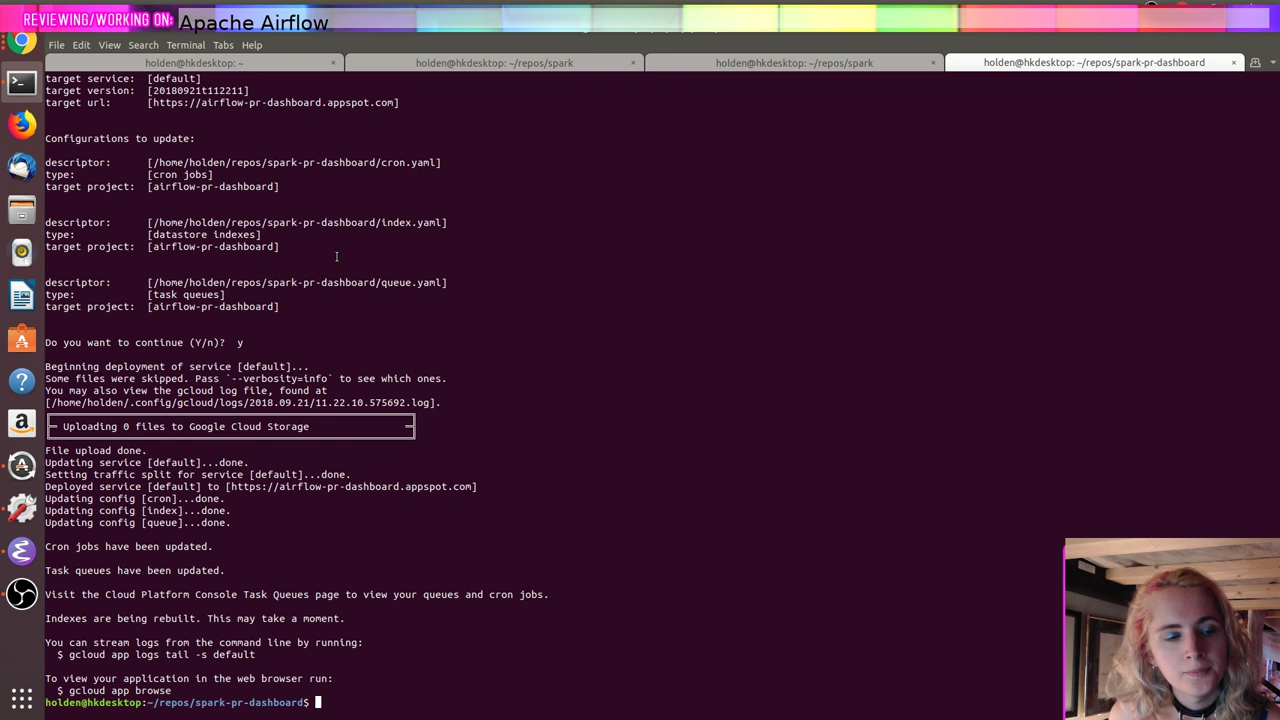 REVIEWING/WORKING ON: Apache Airflow
File Edit View Search Terminal Tabs Help
holden@hkdesktop: ~ × holden@hkdesktop: ~/repos/spark × holden@hkdesktop: ~/repos/spark × holden@hkdesktop: ~/repos/spark-pr-dashboard ×
target service: [default]
target version: [20180921t112211]
target url: [https://airflow-pr-dashboard.appspot.com]
Configurations to update:
descriptor: [/home/holden/repos/spark-pr-dashboard/cron.yaml]
type: [cron jobs]
target project: [airflow-pr-dashboard]
descriptor: [/home/holden/repos/spark-pr-dashboard/index.yaml]
type: [datastore indexes]
target project: [airflow-pr-dashboard]
descriptor: [/home/holden/repos/spark-pr-dashboard/queue.yaml]
type: [task queues]
target project: [airflow-pr-dashboard]
Do you want to continue (Y/n)? y
Beginning deployment of service [default]...
Some files were skipped. Pass `--verbosity=info` to see which ones.
You may also view the gcloud log file, found at
[/home/holden/.config/gcloud/logs/2018.09.21/11.22.10.575692.log].
Uploading 0 files to Google Cloud Storage
File upload done.
Updating service [default]...done.
Setting traffic split for service [default]...done.
Deployed service [default] to [https://airflow-pr-dashboard.appspot.com]
Updating config [cron]...done.
Updating config [index]...done.
Updating config [queue]...done.
Cron jobs have been updated.
Task queues have been updated.
Visit the Cloud Platform Console Task Queues page to view your queues and cron jobs.
Indexes are being rebuilt. This may take a moment.
You can stream logs from the command line by running:
$ gcloud app logs tail -s default
To view your application in the web browser run:
$ gcloud app browse
holden@hkdesktop:~/repos/spark-pr-dashboard$